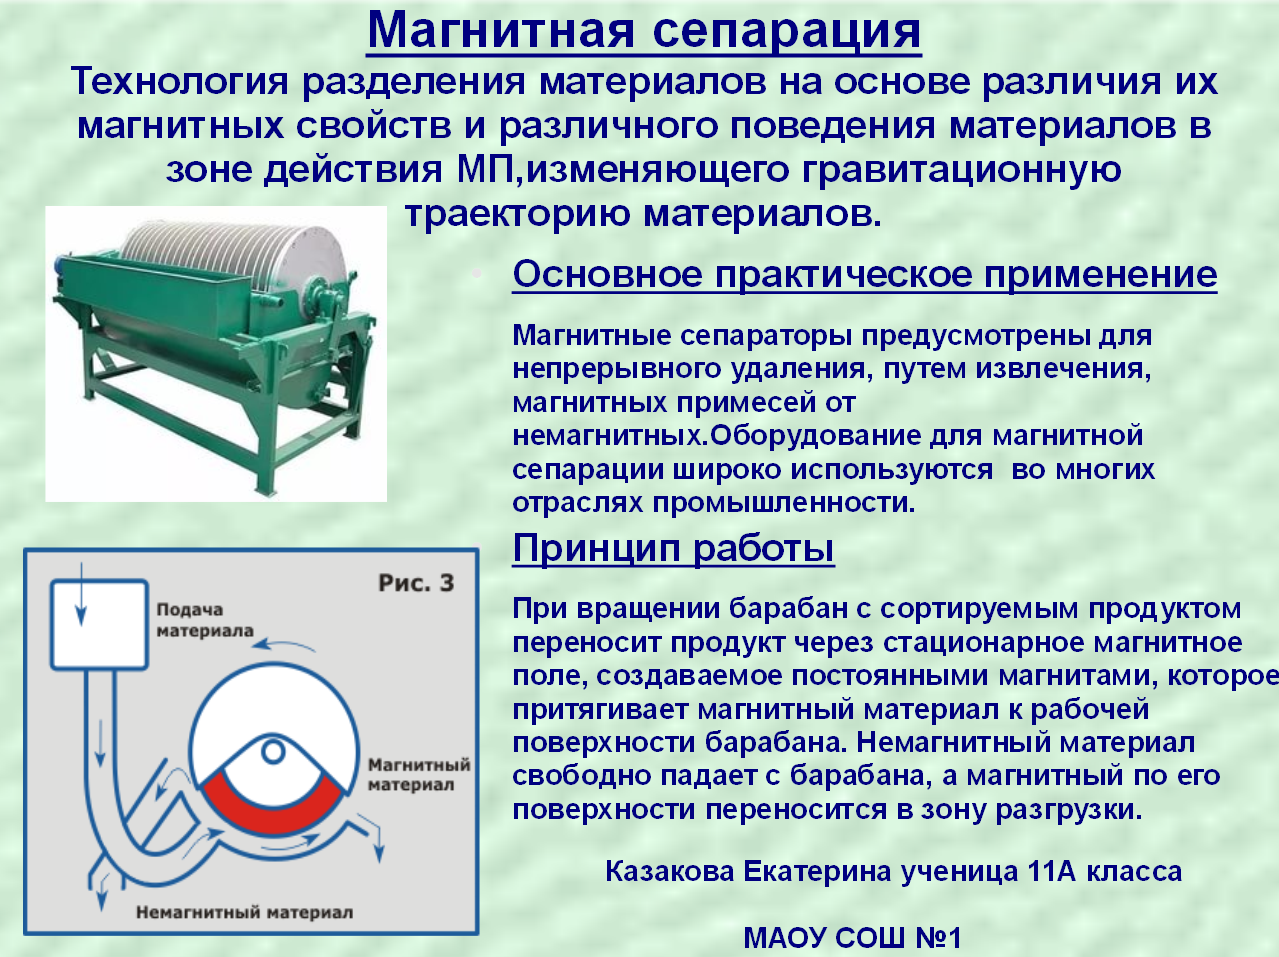 Магнитная сепарация
Технология разделения материалов на основе различия их
магнитных свойств и различного поведения материалов в
зоне действия МП,изменяющего гравитационную
траекторию материалов.
Основное практическое применение
Магнитные сепараторы предусмотрены для
непрерывного удаления, путем извлечения,
магнитных примесей от
немагнитных.Оборудование для магнитной
сепарации широко используются  во многих
отраслях промышленности.
Принцип работы
При вращении барабан с сортируемым продуктом
переносит продукт через стационарное магнитное
поле, создаваемое постоянными магнитами, которое
притягивает магнитный материал к рабочей
поверхности барабана. Немагнитный материал
свободно падает с барабана, а магнитный по его
поверхности переносится в зону разгрузки.
Рис. 3
Подача
материала
Магнитный
материал
Немагнитный материал
Казакова Екатерина ученица 11А класса
МАОУ СОШ №1